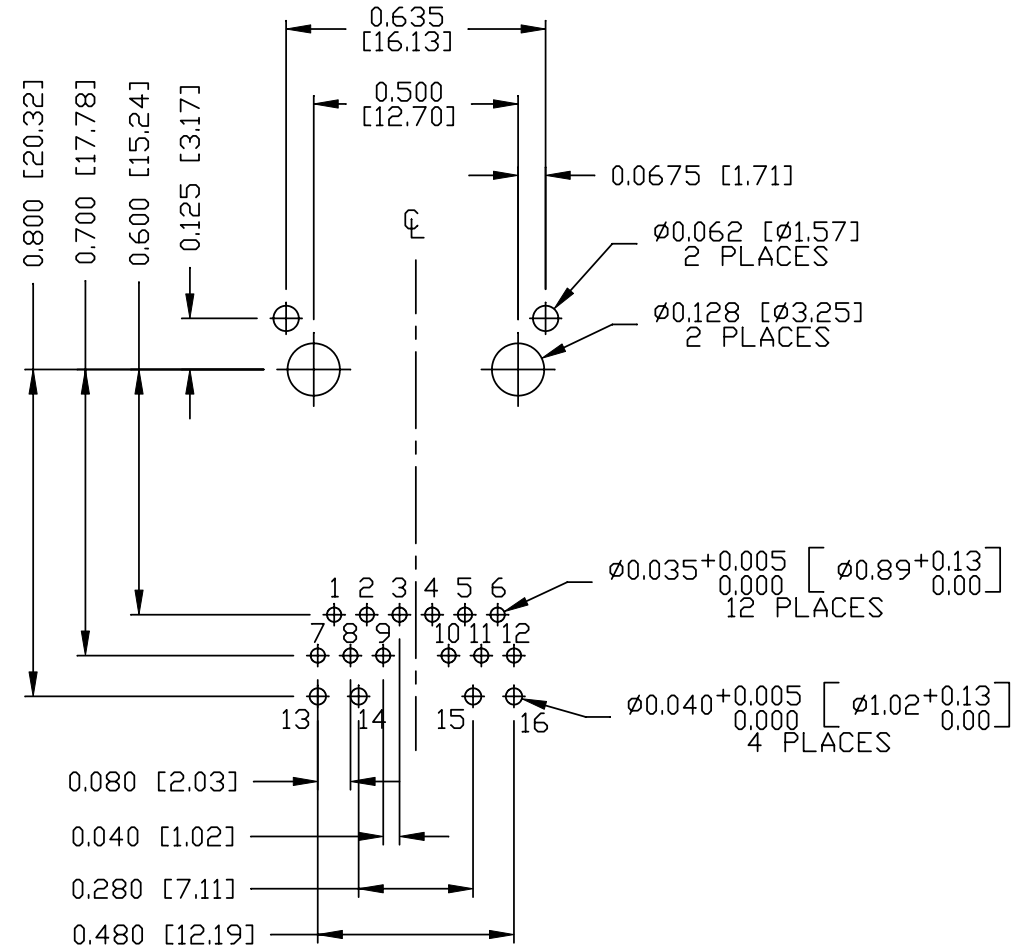 0.635
[16.13]
0.500
[12.70]
0.800 [20.32]
0.700 [17.78]
0.600 [15.24]
0.125 [3.17]
0.0675 [1.71]
℄
Ø0.062 [Ø1.57]
2 PLACES
Ø0.128 [Ø3.25]
2 PLACES
Ø0.035+0.005 [Ø0.89+0.13]
0.000 0.00
12 PLACES
1 2 3 4 5 6
7 8 9 10 11 12
Ø0.040+0.005 [Ø1.02+0.13]
0.000 0.00
4 PLACES
13 14 15 16
0.080 [2.03]
0.040 [1.02]
0.280 [7.11]
0.480 [12.19]